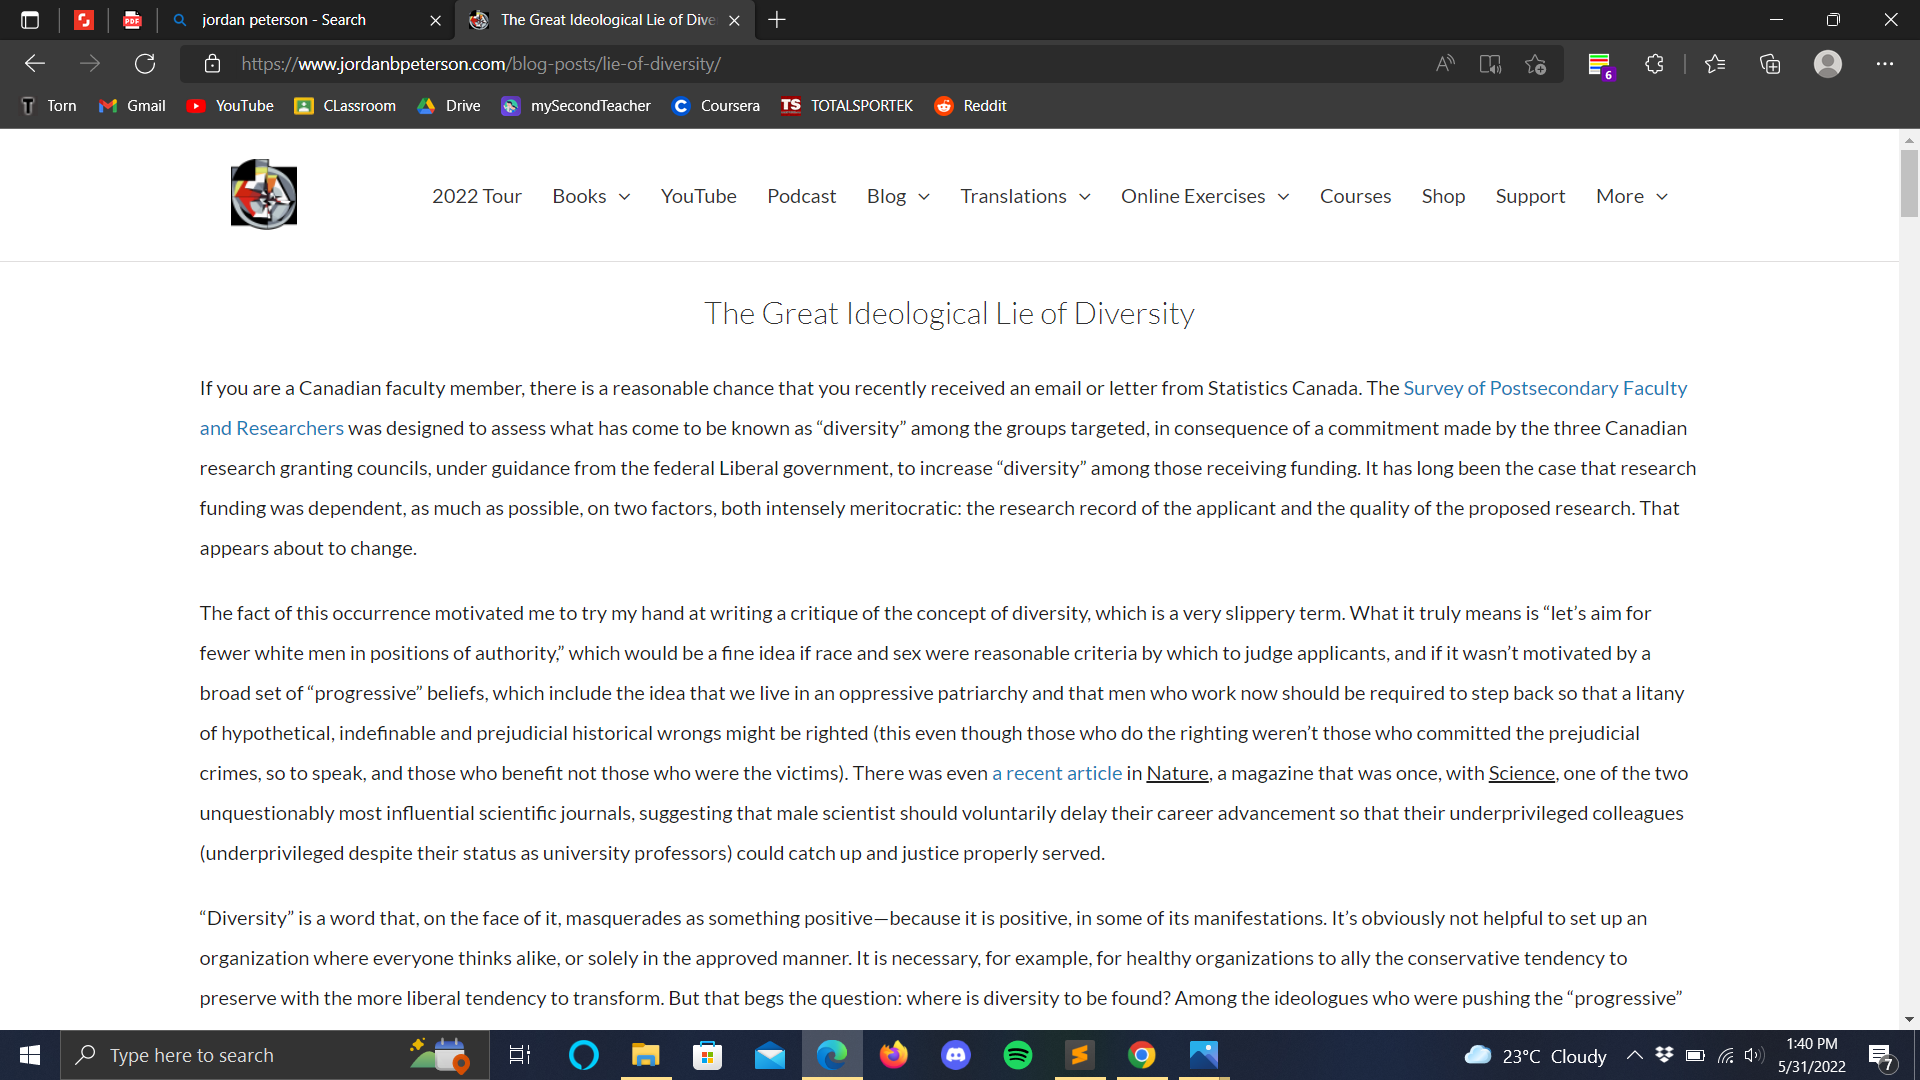 jordan peterson - Search
The Great Ideological Lie of Dive
https://www.jordanbpeterson.com/blog-posts/lie-of-diversity/
6
Torn
Gmail
YouTube
CLassroom
Drive
mySecondTeacher
Coursera
TS TOTALSPORTEK
Reddit
2022 Tour
Books
YouTube
Podcast
Blog
Translations
Online Exercises
Courses
Shop
Support
More
The Great Ideological Lie of Diversity
If you are a Canadian faculty member, there is a reasonable chance that you recently received an email or letter from Statistics Canada. The Survey of Postsecondary Faculty
and Researchers was designed to assess what has come to be known as “diversity” among the groups targeted, in consequence of a commitment made by the three Canadian
research granting councils, under guidance from the federal Liberal government, to increase “diversity” among those receiving funding. It has long been the case that research
funding was dependent, as much as possible, on two factors, both intensely meritocratic: the research record of the applicant and the quality of the proposed research. That
appears about to change.
The fact of this occurrence motivated me to try my hand at writing a critique of the concept of diversity, which is a very slippery term. What it truly means is “let’s aim for
fewer white men in positions of authority,” which would be a fine idea if race and sex were reasonable criteria by which to judge applicants, and if it wasn’t motivated by a
broad set of “progressive” beliefs, which include the idea that we live in an oppressive patriarchy and that men who work now should be required to step back so that a litany
of hypothetical, indefinable and prejudicial historical wrongs might be righted (this even though those who do the righting weren’t those who committed the prejudicial
crimes, so to speak, and those who benefit not those who were the victims). There was even a recent article in Nature, a magazine that was once, with Science, one of the two
unquestionably most influential scientific journals, suggesting that male scientist should voluntarily delay their career advancement so that their underprivileged colleagues
(underprivileged despite their status as university professors) could catch up and justice properly served.
“Diversity” is a word that, on the face of it, masquerades as something positive—because it is positive, in some of its manifestations. It’s obviously not helpful to set up an
organization where everyone thinks alike, or solely in the approved manner. It is necessary, for example, for healthy organizations to ally the conservative tendency to
preserve with the more liberal tendency to transform. But that begs the question: where is diversity to be found? Among the ideologues who were pushing the “progressive”
Type here to search
23°C Cloudy
1:40 PM
5/31/2022
7